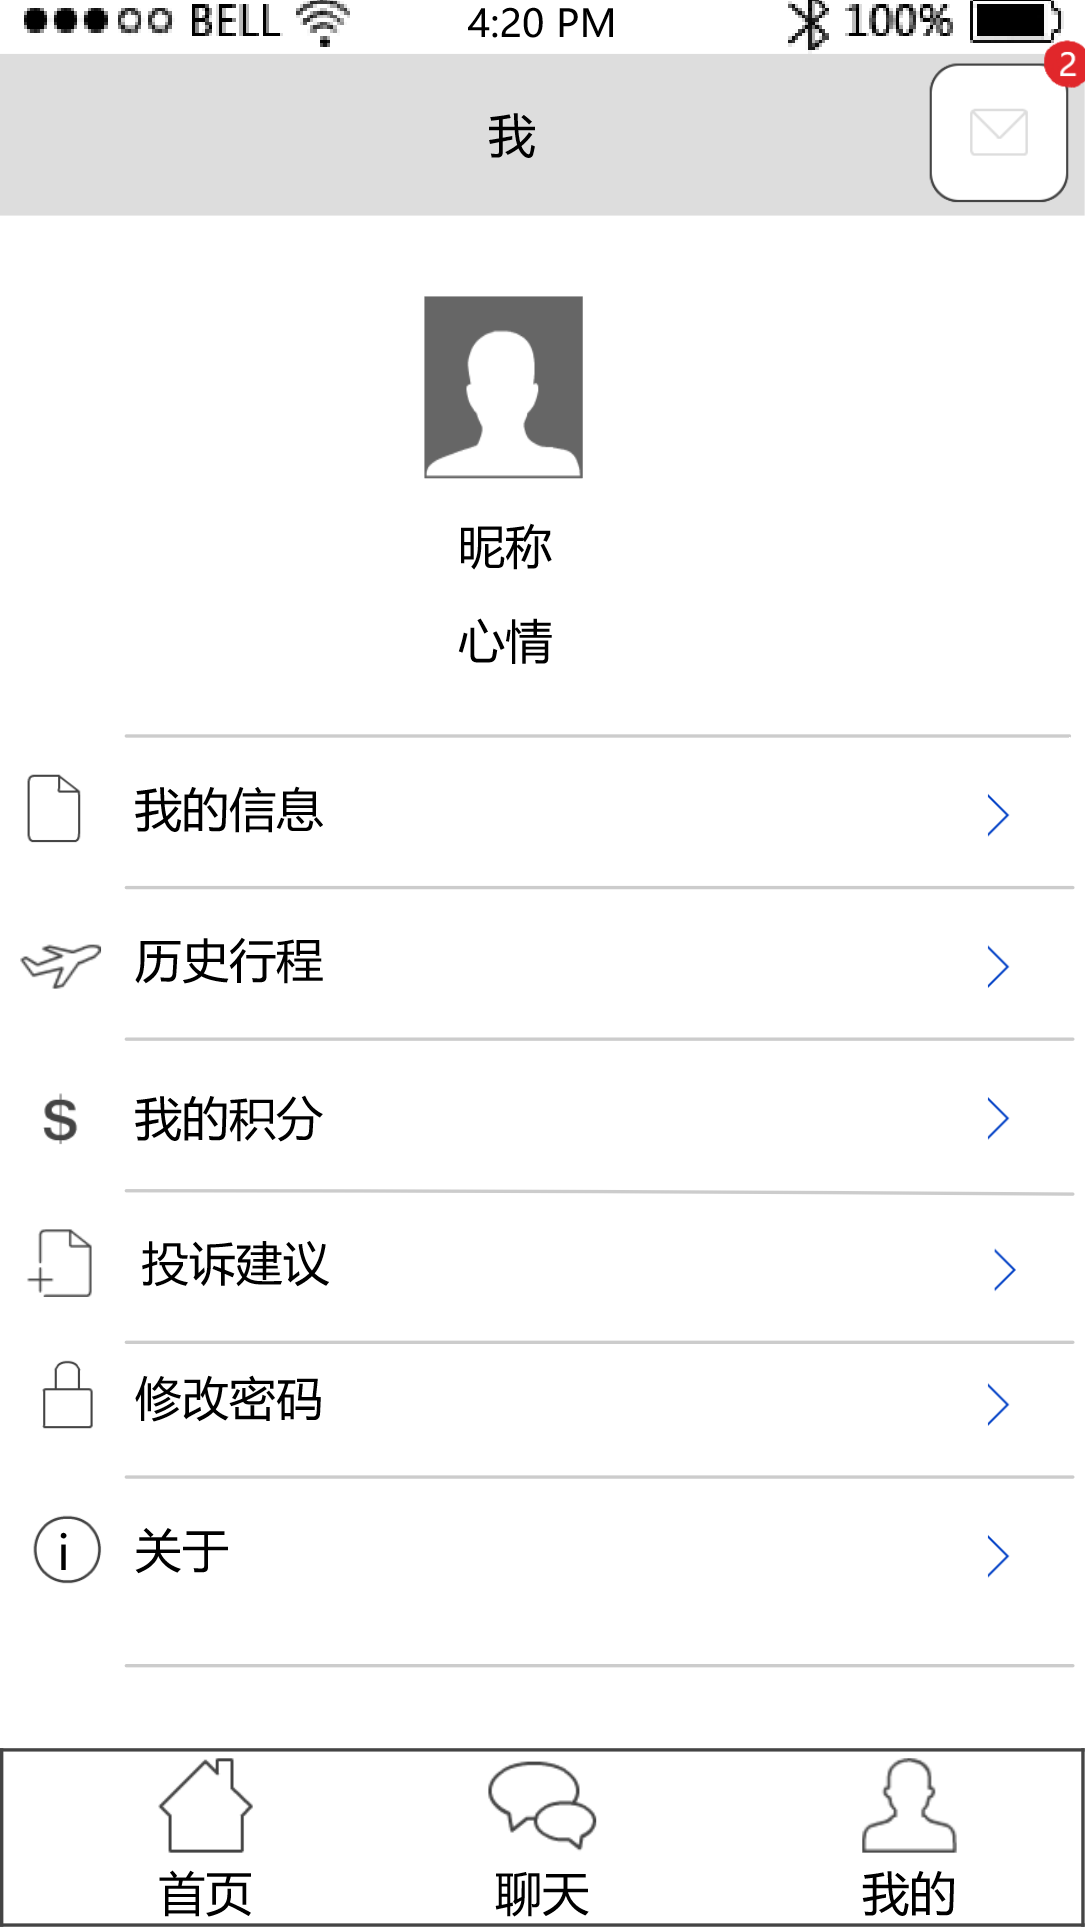 BELL 4:20 PM 100%
2
我
昵称
心情
我的信息
历史行程
$ 我的积分
投诉建议
修改密码
i 关于
首页 聊天 我的